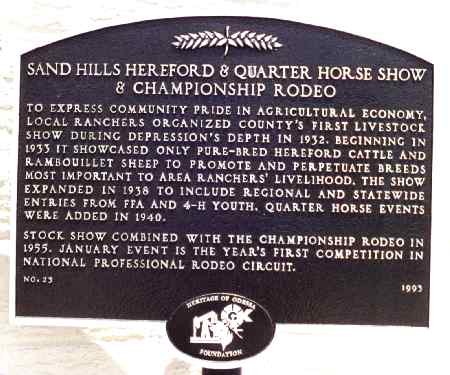 SAND HILLS HEREFORD & QUARTER HORSE SHOW
& CHAMPIONSHIP RODEO
TO EXPRESS COMMUNITY PRIDE IN AGRICULTURAL ECONOMY,
LOCAL RANCHERS ORGANIZED COUNTY'S FIRST LIVESTOCK
SHOW DURING DEPRESSION'S DEPTH IN 1932. BEGINNING IN
1933 IT SHOWCASED ONLY PURE-BRED HEREFORD CATTLE AND
RAMBOUILLET SHEEP TO PROMOTE AND PERPETUATE BREEDS
MOST IMPORTANT TO AREA RANCHERS' LIVELIHOOD. THE SHOW
EXPANDED IN 1938 TO INCLUDE REGIONAL AND STATEWIDE
ENTRIES FROM FFA AND 4-H YOUTH. QUARTER HORSE EVENTS
WERE ADDED IN 1940.
STOCK SHOW COMBINED WITH THE CHAMPIONSHIP RODEO IN
1955. JANUARY EVENT IS THE YEAR'S FIRST COMPETITION IN
NATIONAL PROFESSIONAL RODEO CIRCUIT.
NO. 25 1993
HERITAGE OF ODESSA
FOUNDATION